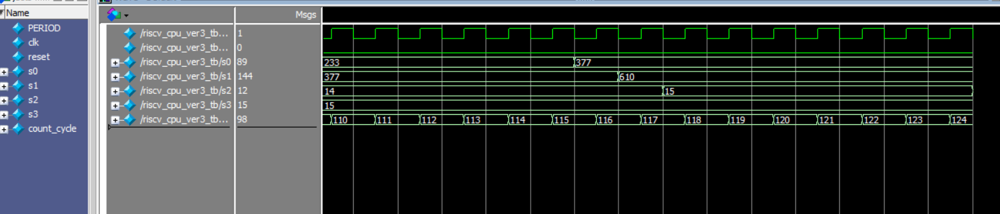 Name
Msgs
PERIOD
clk
reset
s0
s1
s2
s3
count_cycle
/riscv_cpu_ver3_tb... 1
/riscv_cpu_ver3_tb... 0
/riscv_cpu_ver3_tb/s0 89 233 377
/riscv_cpu_ver3_tb/s1 144 377 610
/riscv_cpu_ver3_tb/s2 12 14 15
/riscv_cpu_ver3_tb/s3 15 15
/riscv_cpu_ver3_tb... 98 110 111 112 113 114 115 116 117 118 119 120 121 122 123 124